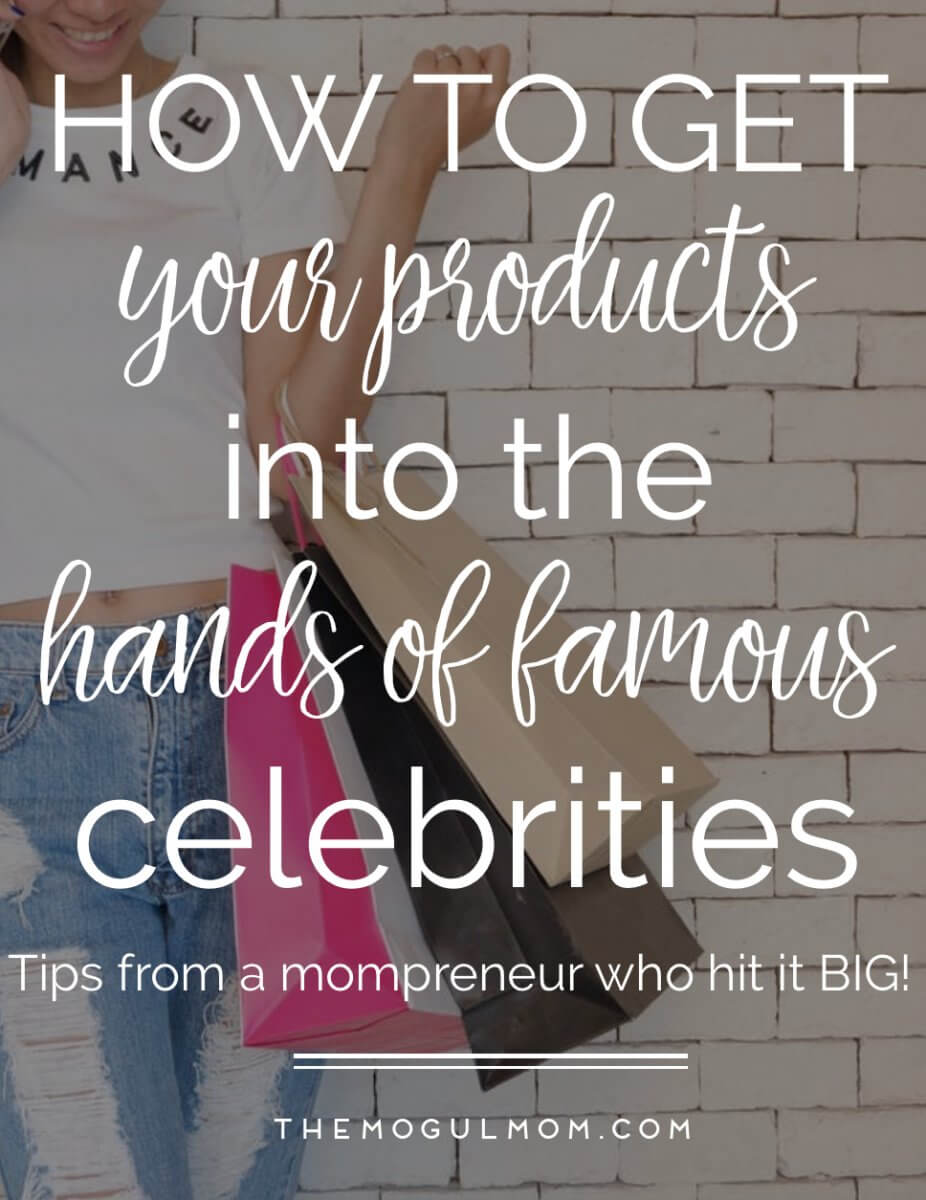 HOW TO GET
MANCE
your products
into the
hands of famous
celebrities
Tips from a mompreneur who hit it BIG!
THEMOGULMOM.COM